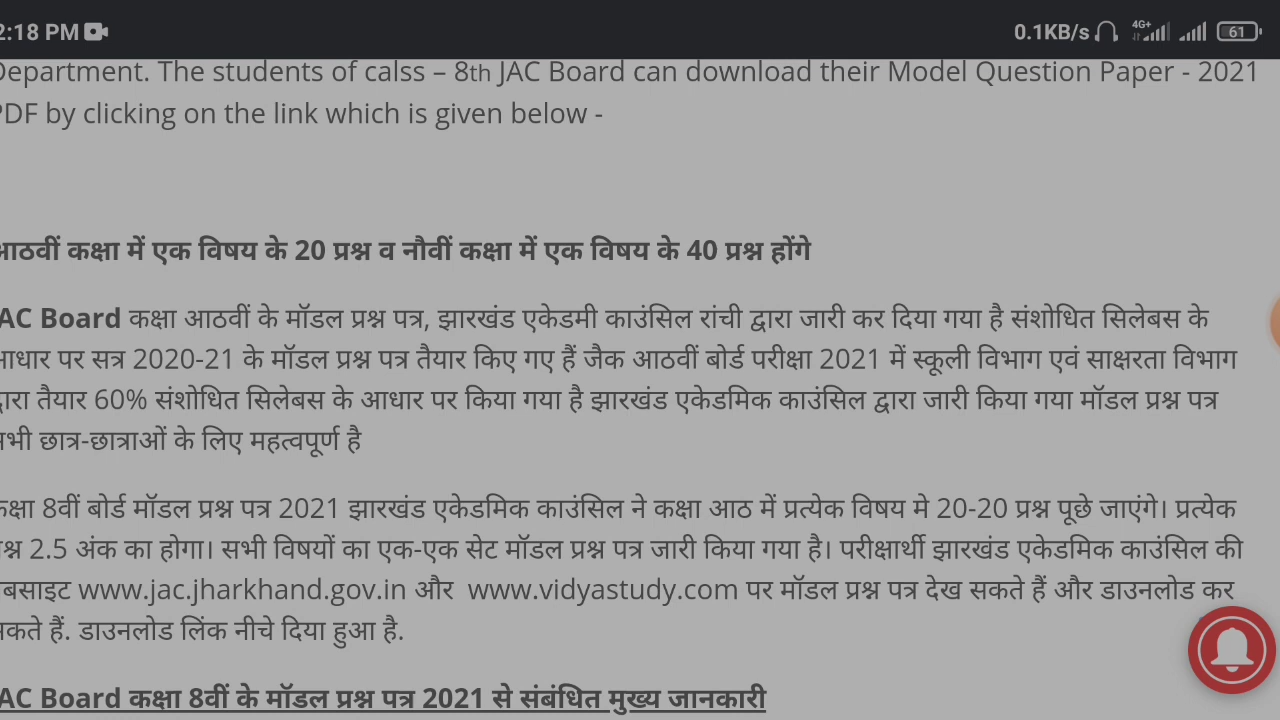 2:18 PM 0.1KB/s 4G+ 61
Department. The students of calss – 8th JAC Board can download their Model Question Paper - 2021
PDF by clicking on the link which is given below -
आठवीं कक्षा में एक विषय के 20 प्रश्न व नौवीं कक्षा में एक विषय के 40 प्रश्न होंगे
JAC Board कक्षा आठवीं के मॉडल प्रश्न पत्र, झारखंड एकेडमी काउंसिल रांची द्वारा जारी कर दिया गया है संशोधित सिलेबस के
आधार पर सत्र 2020-21 के मॉडल प्रश्न पत्र तैयार किए गए हैं जैक आठवीं बोर्ड परीक्षा 2021 में स्कूली विभाग एवं साक्षरता विभाग
द्वारा तैयार 60% संशोधित सिलेबस के आधार पर किया गया है झारखंड एकेडमिक काउंसिल द्वारा जारी किया गया मॉडल प्रश्न पत्र
सभी छात्र-छात्राओं के लिए महत्वपूर्ण है
कक्षा 8वीं बोर्ड मॉडल प्रश्न पत्र 2021 झारखंड एकेडमिक काउंसिल ने कक्षा आठ में प्रत्येक विषय मे 20-20 प्रश्न पूछे जाएंगे। प्रत्येक
प्रश्न 2.5 अंक का होगा। सभी विषयों का एक-एक सेट मॉडल प्रश्न पत्र जारी किया गया है। परीक्षार्थी झारखंड एकेडमिक काउंसिल की
वेबसाइट www.jac.jharkhand.gov.in और www.vidyastudy.com पर मॉडल प्रश्न पत्र देख सकते हैं और डाउनलोड कर
सकते हैं. डाउनलोड लिंक नीचे दिया हुआ है.
JAC Board कक्षा 8वीं के मॉडल प्रश्न पत्र 2021 से संबंधित मुख्य जानकारी